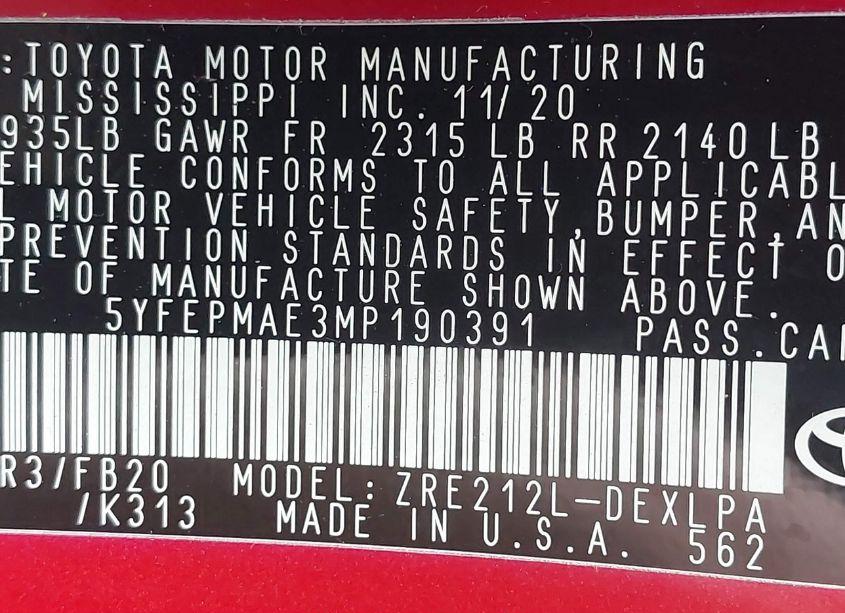 :TOYOTA MOTOR MANUFACTURING
MISSISSIPPI INC. 11/20
935LB GAWR FR 2315 LB RR 2140 LB
EHICLE CONFORMS TO ALL APPLICABL
L MOTOR VEHICLE SAFETY,BUMPER,AN
PREVENTION STANDARDS IN EFFECT O
TE OF MANUFACTURE SHOWN ABOVE.
5YFEPMAE3MP190391 PASS.CAR
R3/FB20 MODEL: ZRE212L-DEXLPA
/K313 MADE IN U.S.A. 562